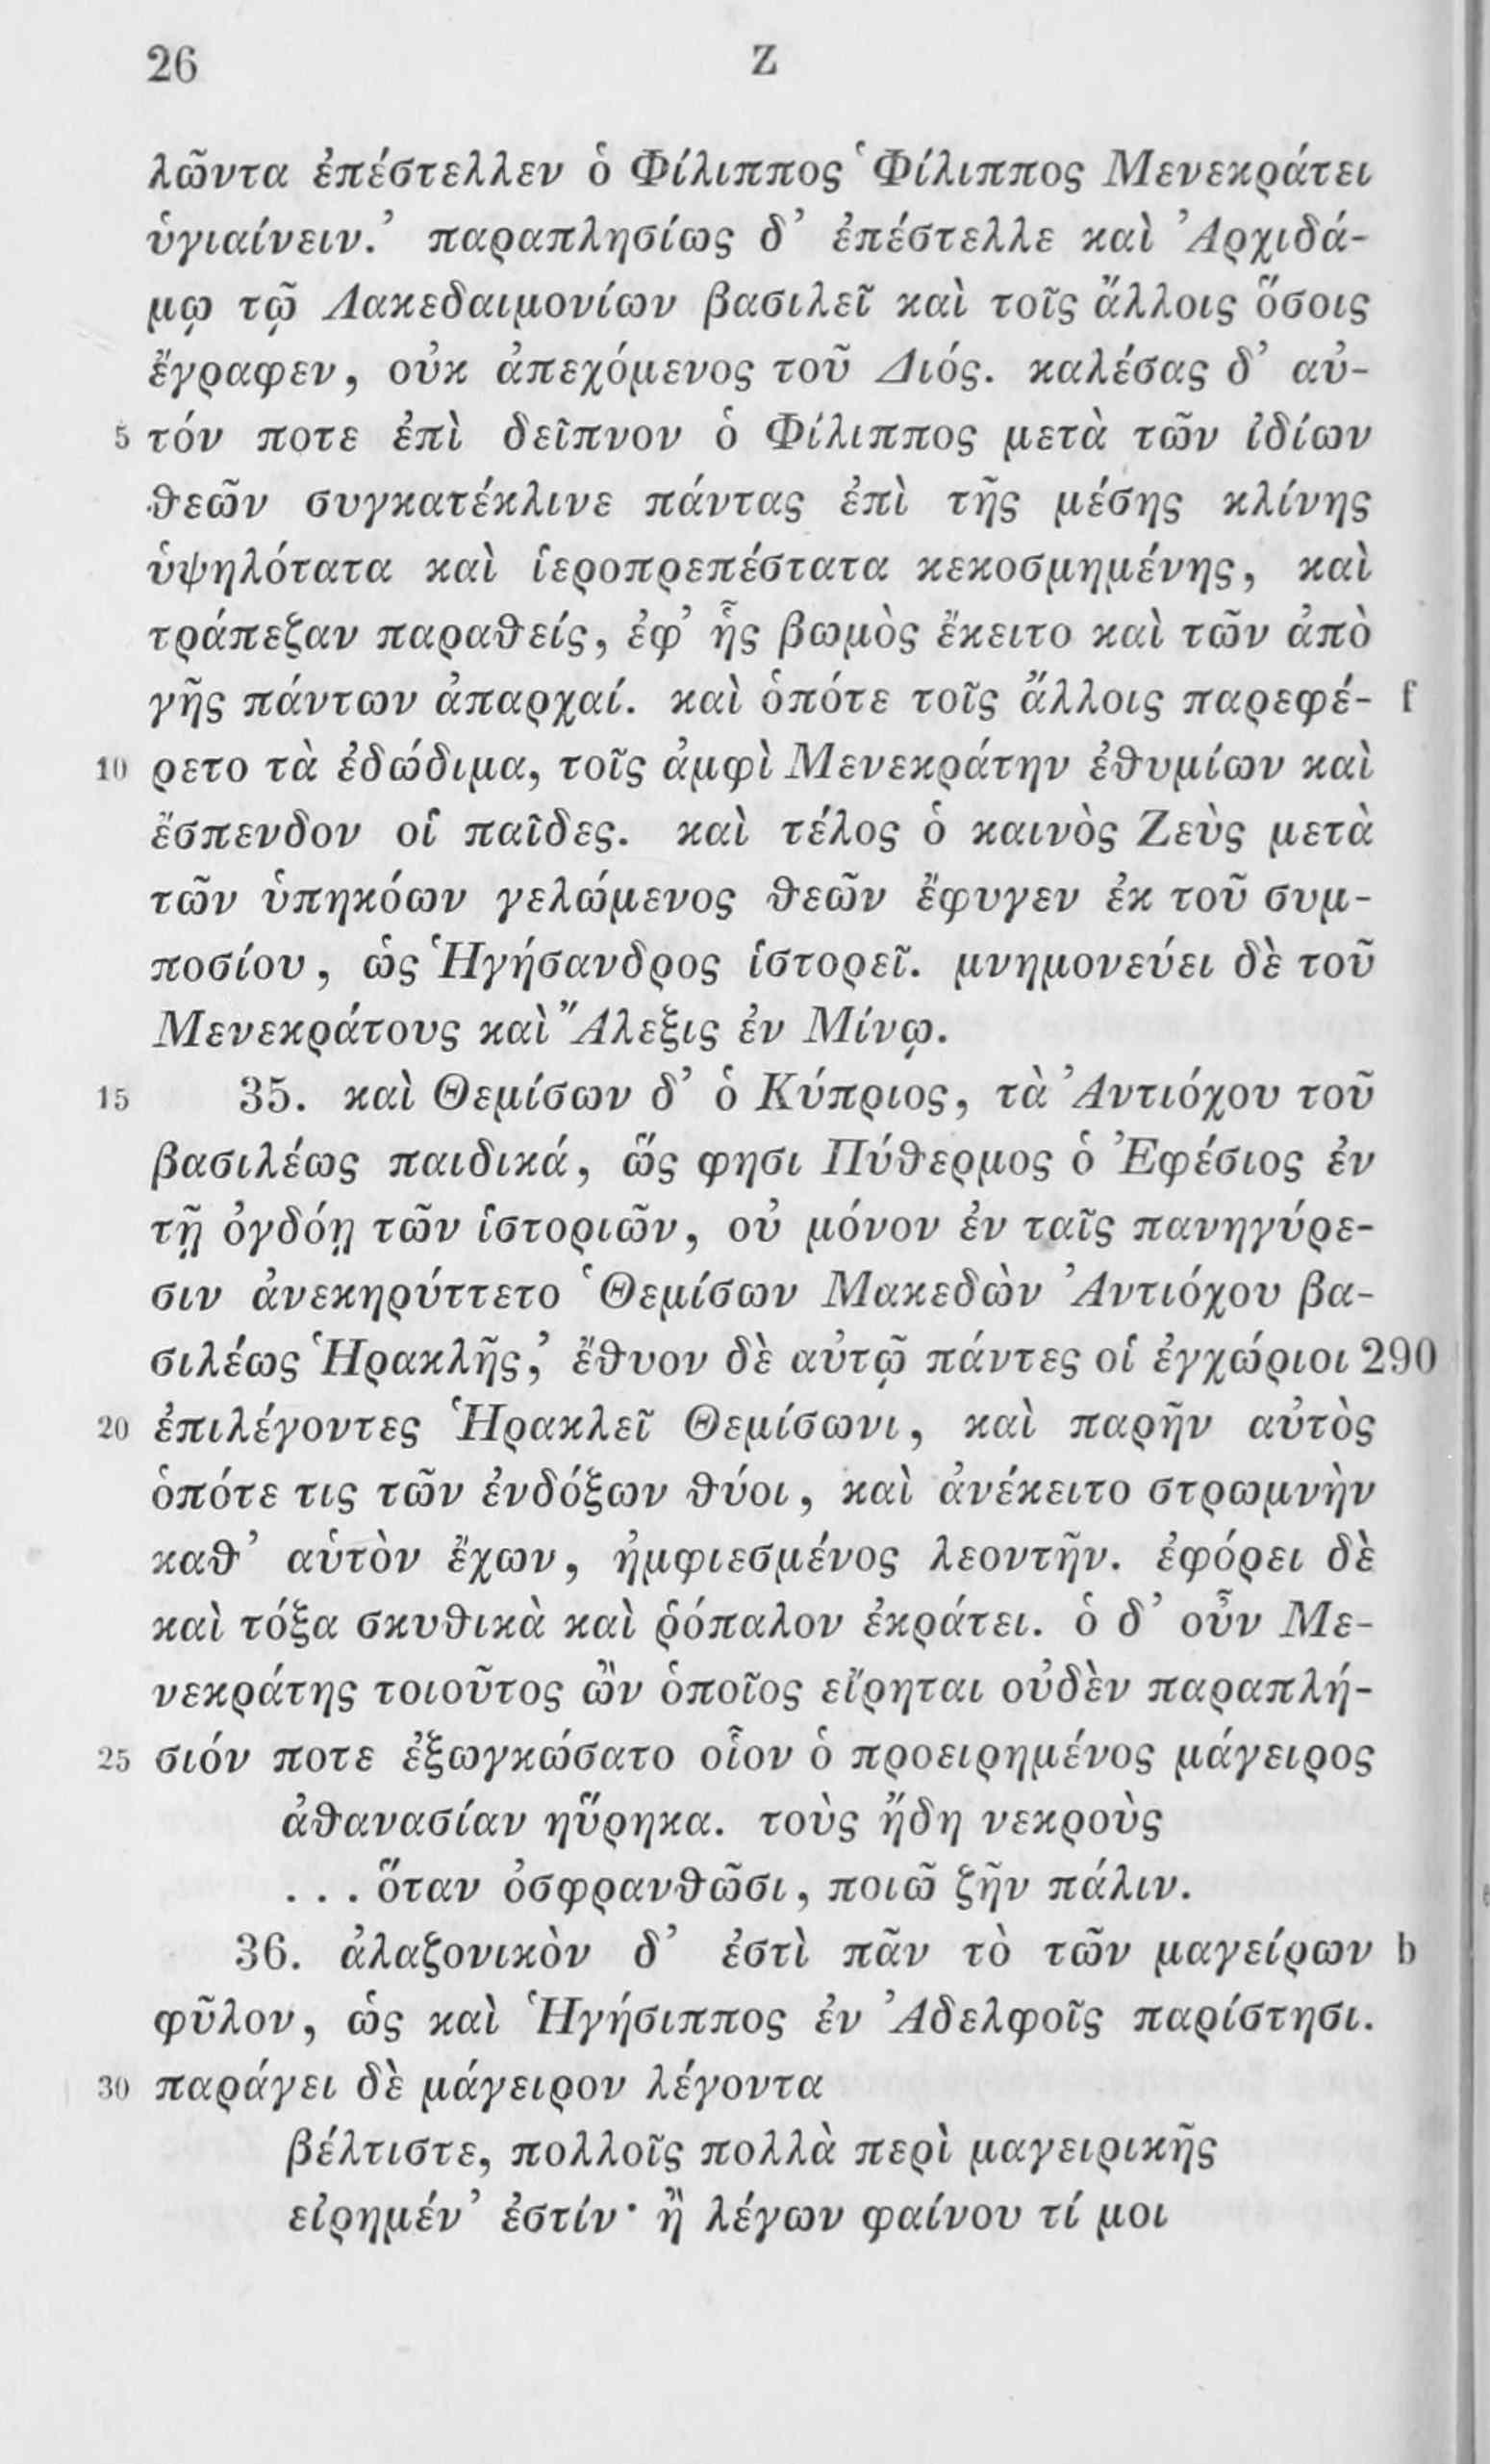 26 Z
λῶντα ἐπέστελλεν ὁ Φίλιππος ‘Φίλιππος Μενεκράτει
ὑγιαίνειν.’ παραπλησίως δ’ ἐπέστελλε καὶ Ἀρχιδά-
μῳ τῷ Λακεδαιμονίων βασιλεῖ καὶ τοῖς ἄλλοις ὅσοις
ἔγραφεν, οὐκ ἀπεχόμενος τοῦ Διός. καλέσας δ’ αὐ-
5 τόν ποτε ἐπὶ δεῖπνον ὁ Φίλιππος μετὰ τῶν ἰδίων
θεῶν συγκατέκλινε πάντας ἐπὶ τῆς μέσης κλίνης
ὑψηλότατα καὶ ἱεροπρεπέστατα κεκοσμημένης, καὶ
τράπεζαν παραθείς, ἐφ’ ἧς βωμὸς ἔκειτο καὶ τῶν ἀπὸ
γῆς πάντων ἀπαρχαί. καὶ ὁπότε τοῖς ἄλλοις παρεφέ- f
10 ρετο τὰ ἐδώδιμα, τοῖς ἀμφὶ Μενεκράτην ἐθυμίων καὶ
ἔσπενδον οἱ παῖδες. καὶ τέλος ὁ καινὸς Ζεὺς μετὰ
τῶν ὑπηκόων γελώμενος θεῶν ἔφυγεν ἐκ τοῦ συμ-
ποσίου, ὡς Ἡγήσανδρος ἱστορεῖ. μνημονεύει δὲ τοῦ
Μενεκράτους καὶ Ἄλεξις ἐν Μίνῳ.
15 35. καὶ Θεμίσων δ’ ὁ Κύπριος, τὰ Ἀντιόχου τοῦ
βασιλέως παιδικά, ὥς φησι Πύθερμος ὁ Ἐφέσιος ἐν
τῇ ὀγδόῃ τῶν ἱστοριῶν, οὐ μόνον ἐν ταῖς πανηγύρε-
σιν ἀνεκηρύττετο ‘Θεμίσων Μακεδὼν Ἀντιόχου βα-
σιλέως Ἡρακλῆς,’ ἔθυον δὲ αὐτῷ πάντες οἱ ἐγχώριοι 290
20 ἐπιλέγοντες Ἡρακλεῖ Θεμίσωνι, καὶ παρῆν αὐτὸς
ὁπότε τις τῶν ἐνδόξων θύοι, καὶ ἀνέκειτο στρωμνὴν
καθ’ αὑτὸν ἔχων, ἠμφιεσμένος λεοντῆν. ἐφόρει δὲ
καὶ τόξα σκυθικὰ καὶ ῥόπαλον ἐκράτει. ὁ δ’ οὖν Με-
νεκράτης τοιοῦτος ὢν ὁποῖος εἴρηται οὐδὲν παραπλή-
25 σιόν ποτε ἐξωγκώσατο οἷον ὁ προειρημένος μάγειρος
ἀθανασίαν ηὕρηκα. τοὺς ἤδη νεκροὺς
. . . ὅταν ὀσφρανθῶσι, ποιῶ ζῆν πάλιν.
36. ἀλαζονικὸν δ’ ἐστὶ πᾶν τὸ τῶν μαγείρων b
φῦλον, ὡς καὶ Ἡγήσιππος ἐν Ἀδελφοῖς παρίστησι.
30 παράγει δὲ μάγειρον λέγοντα
βέλτιστε, πολλοῖς πολλὰ περὶ μαγειρικῆς
εἰρημέν’ ἐστίν· ἢ λέγων φαίνου τί μοι